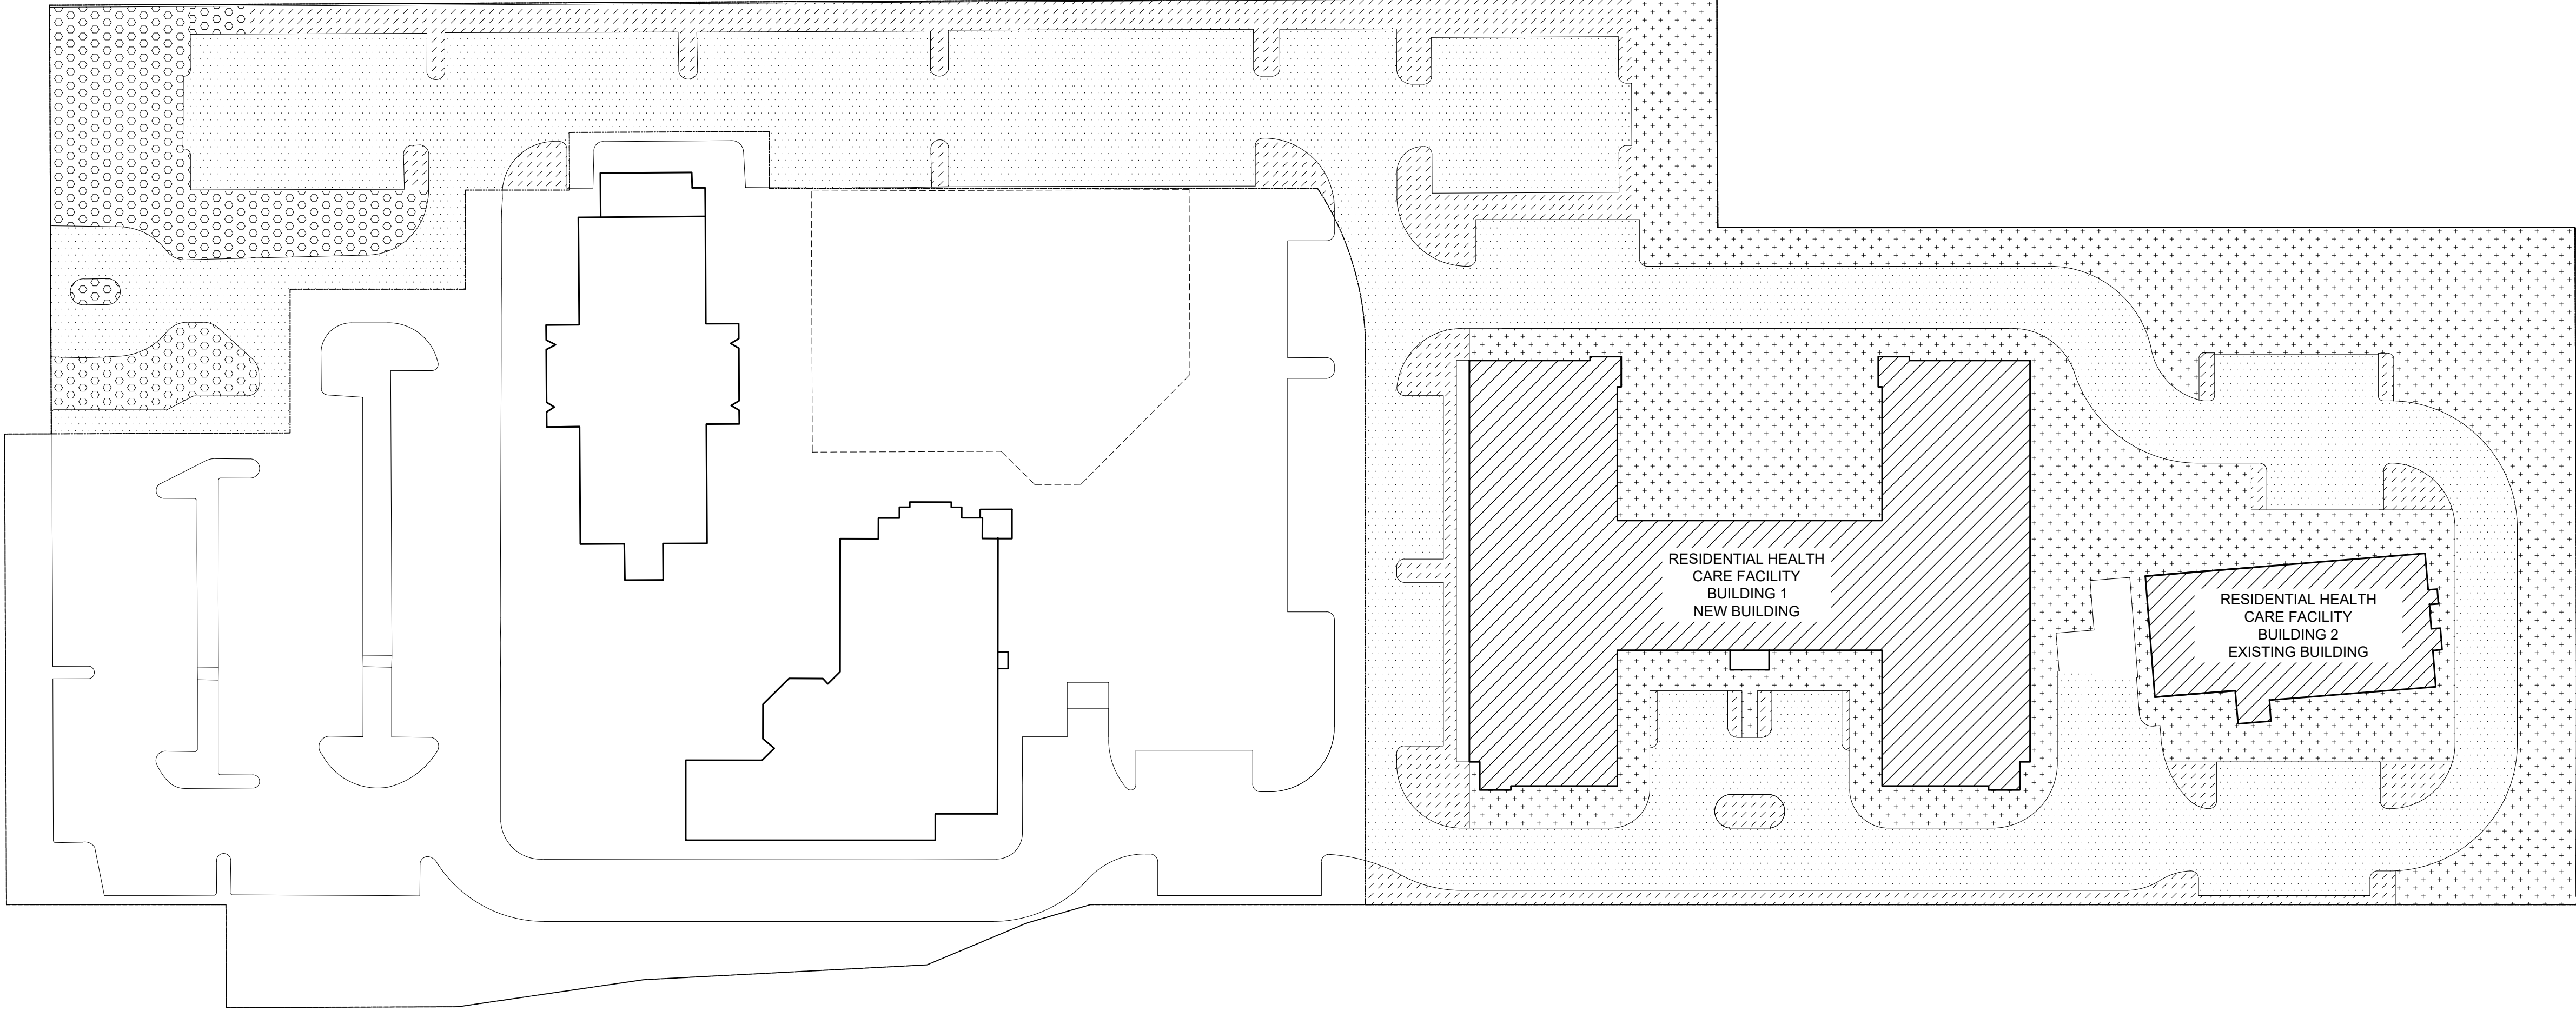 RESIDENTIAL HEALTH
CARE FACILITY
BUILDING 1
NEW BUILDING
RESIDENTIAL HEALTH
CARE FACILITY
BUILDING 2
EXISTING BUILDING